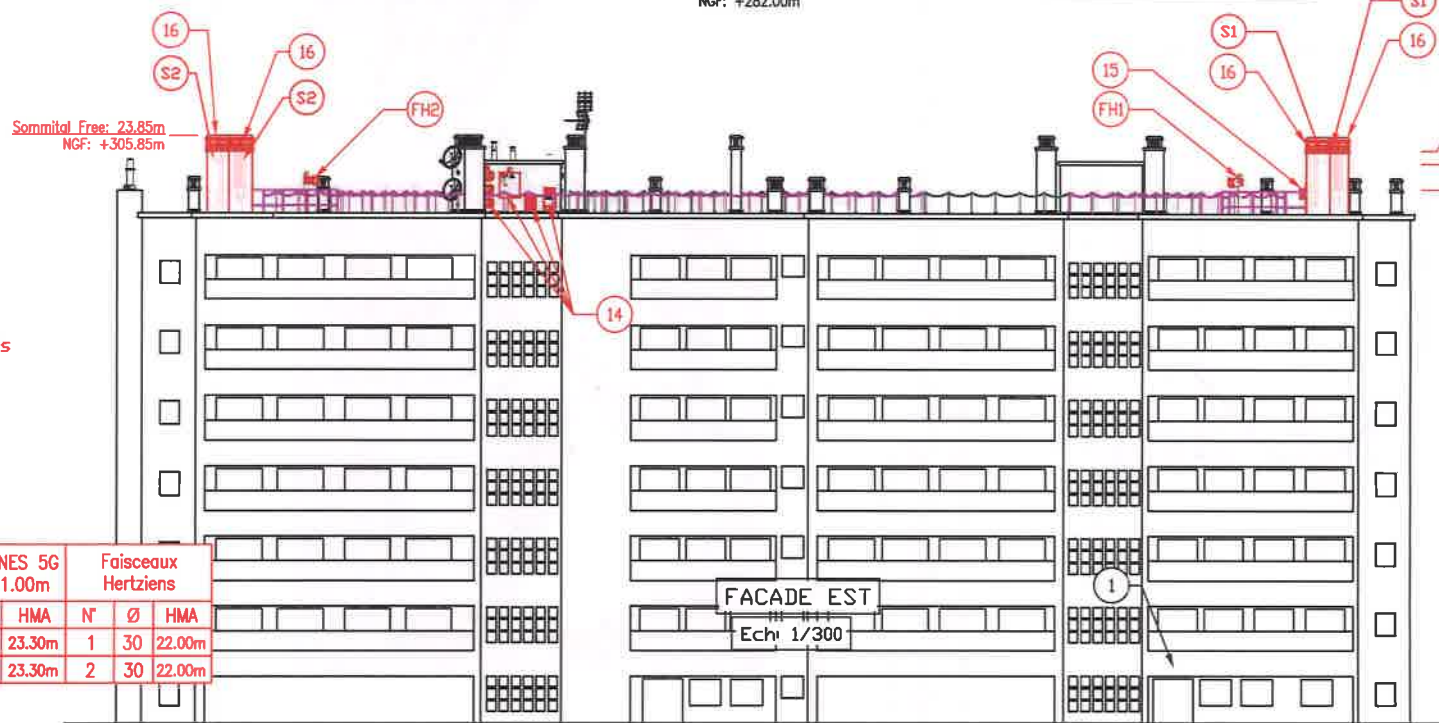 NGF: +282.00m
16
S2
16
S2
FH2
15
FH1
S1
16
S1
16
Sommital Free: 23.85m
NGF: +305.85m
14
s
NES 5G
1.00m
Faisceaux
Hertziens
HMA N° Ø HMA
23.30m 1 30 22.00m
23.30m 2 30 22.00m
FACADE EST
Ech: 1/300
1